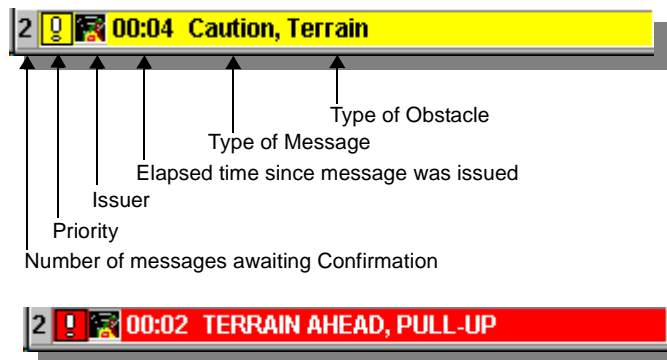 2 ! 00:04 Caution, Terrain
Type of Obstacle
Type of Message
Elapsed time since message was issued
Issuer
Priority
Number of messages awaiting Confirmation
2 ! 00:02 TERRAIN AHEAD, PULL-UP